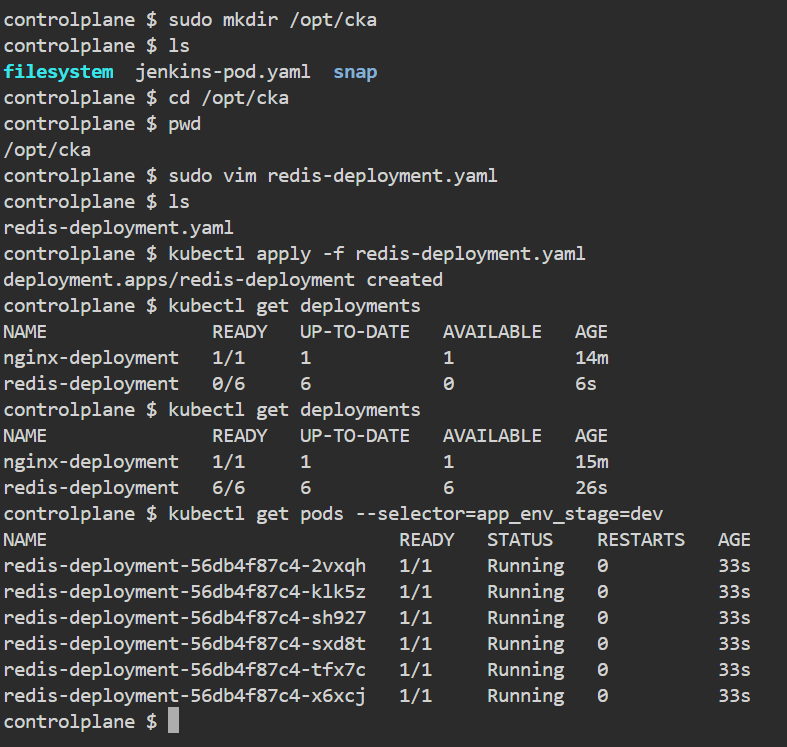 controlplane $ sudo mkdir /opt/cka
controlplane $ ls
filesystem  jenkins-pod.yaml  snap
controlplane $ cd /opt/cka
controlplane $ pwd
/opt/cka
controlplane $ sudo vim redis-deployment.yaml
controlplane $ ls
redis-deployment.yaml
controlplane $ kubectl apply -f redis-deployment.yaml
deployment.apps/redis-deployment created
controlplane $ kubectl get deployments
NAME               READY   UP-TO-DATE   AVAILABLE   AGE
nginx-deployment   1/1     1            1           14m
redis-deployment   0/6     6            0           6s
controlplane $ kubectl get deployments
NAME               READY   UP-TO-DATE   AVAILABLE   AGE
nginx-deployment   1/1     1            1           15m
redis-deployment   6/6     6            6           26s
controlplane $ kubectl get pods --selector=app_env_stage=dev
NAME                                READY   STATUS    RESTARTS   AGE
redis-deployment-56db4f87c4-2vxqh   1/1     Running   0          33s
redis-deployment-56db4f87c4-klk5z   1/1     Running   0          33s
redis-deployment-56db4f87c4-sh927   1/1     Running   0          33s
redis-deployment-56db4f87c4-sxd8t   1/1     Running   0          33s
redis-deployment-56db4f87c4-tfx7c   1/1     Running   0          33s
redis-deployment-56db4f87c4-x6xcj   1/1     Running   0          33s
controlplane $